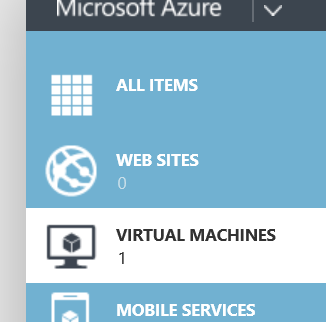 Microsoft Azure
ALL ITEMS
WEB SITES
0
VIRTUAL MACHINES
1
MOBILE SERVICES